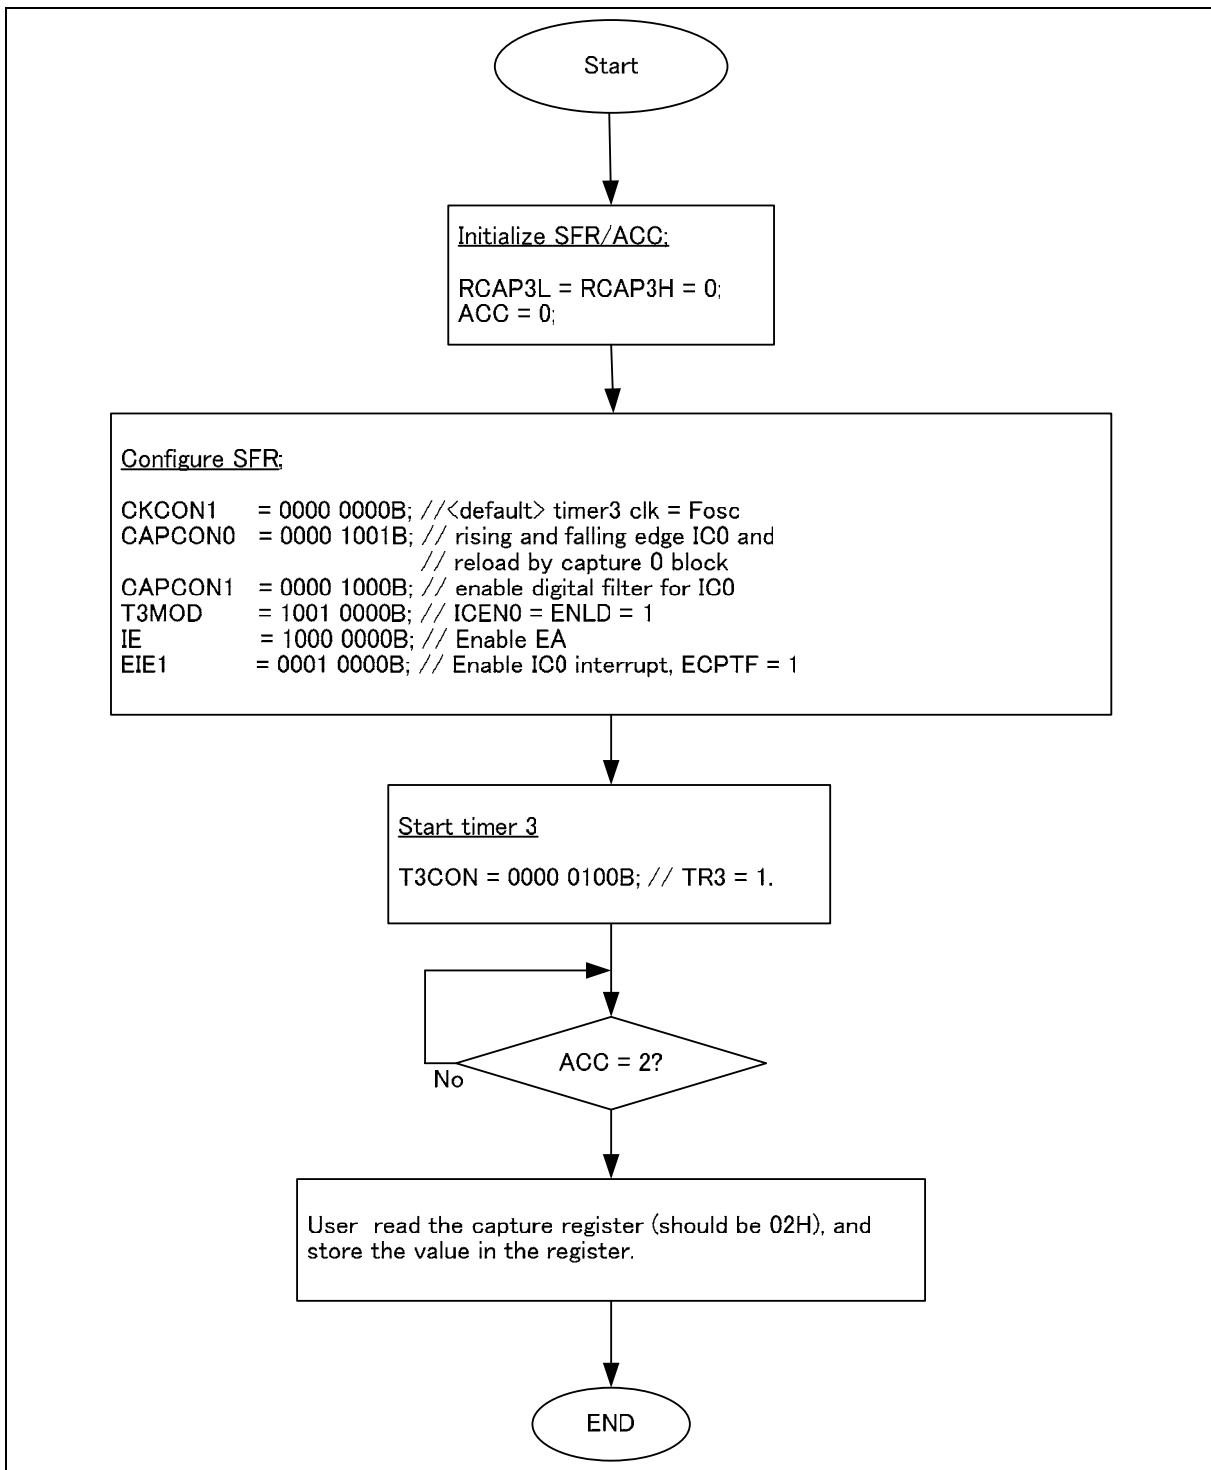 Start
Initialize SFR/ACC;
RCAP3L = RCAP3H = 0;
ACC = 0;
Configure SFR;
CKCON1 = 0000 0000B; //<default> timer3 clk = Fosc
CAPCON0 = 0000 1001B; // rising and falling edge IC0 and
// reload by capture 0 block
CAPCON1 = 0000 1000B; // enable digital filter for IC0
T3MOD = 1001 0000B; // ICEN0 = ENLD = 1
IE = 1000 0000B; // Enable EA
EIE1 = 0001 0000B; // Enable IC0 interrupt, ECPTF = 1
Start timer 3
T3CON = 0000 0100B; // TR3 = 1.
ACC = 2?
No
User read the capture register (should be 02H), and
store the value in the register.
END